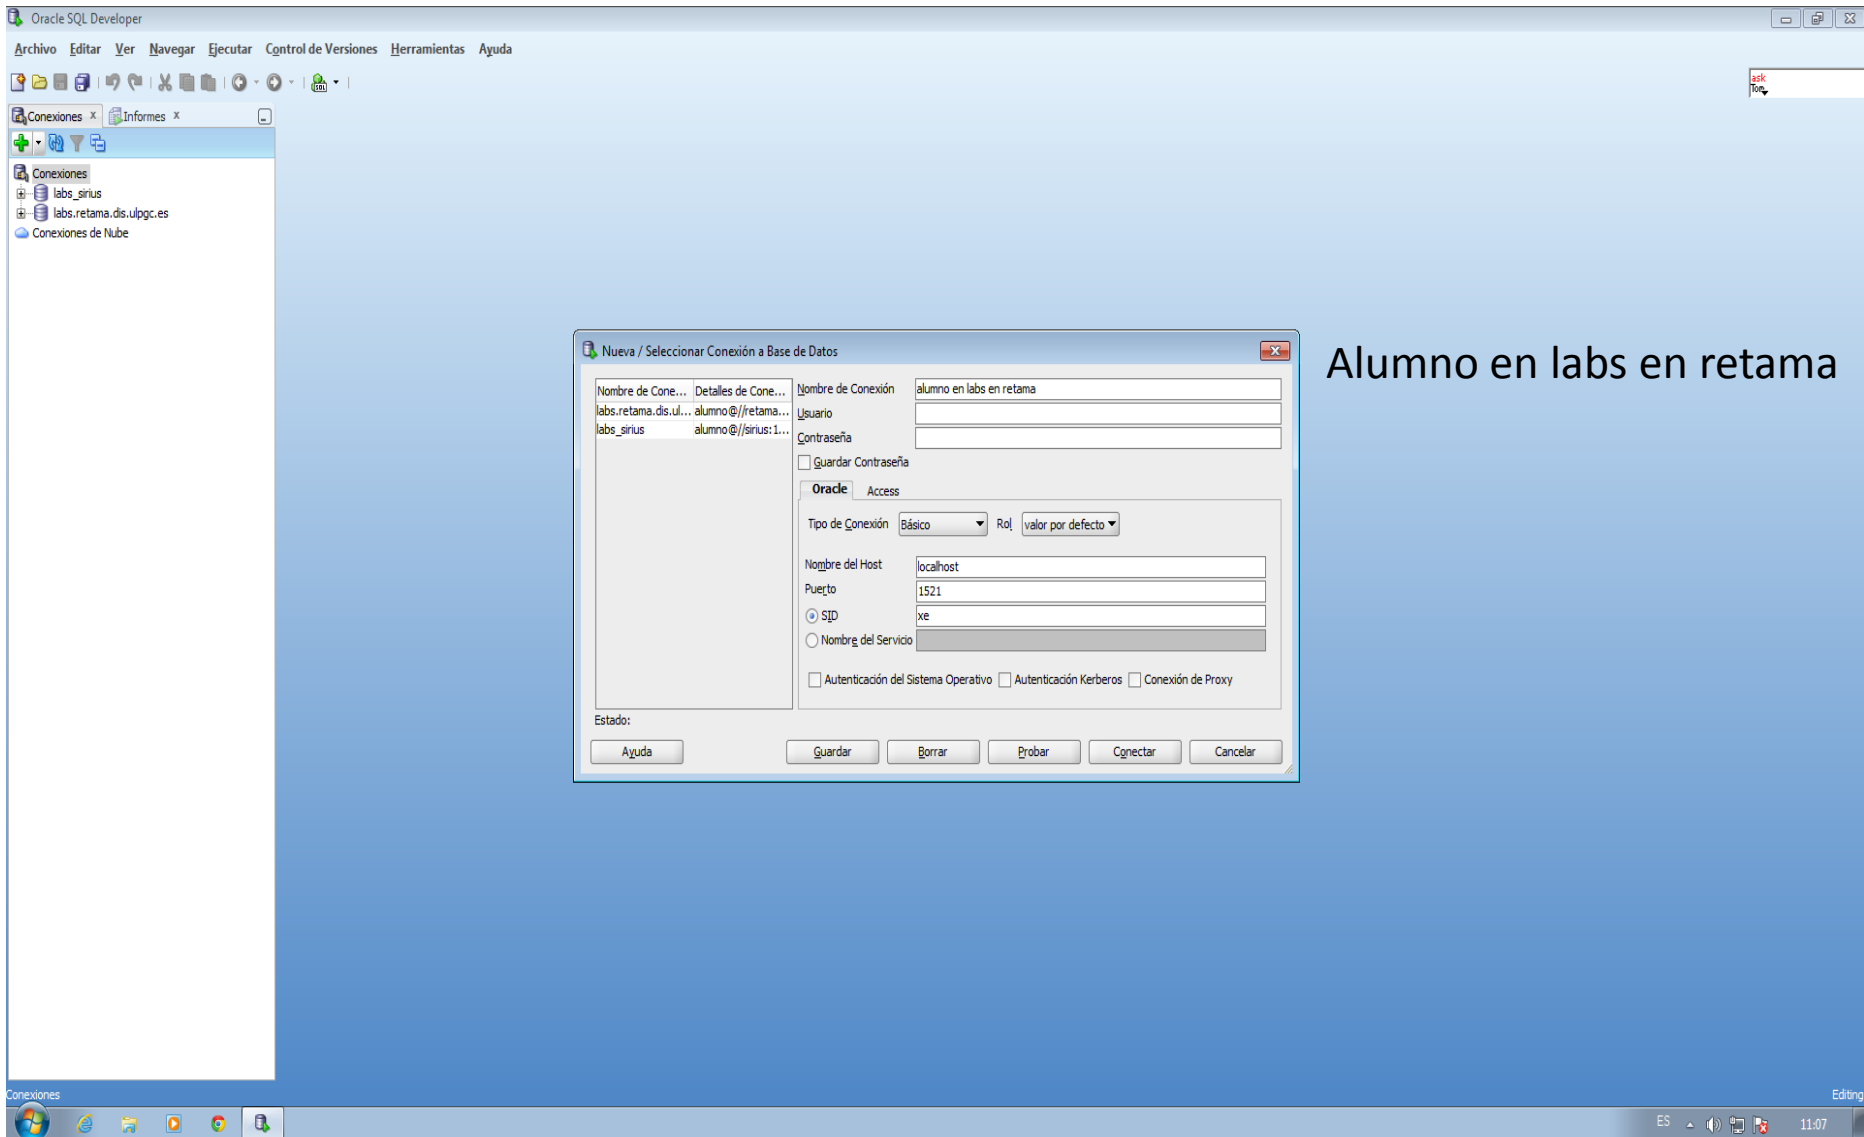 Oracle SQL Developer
Archivo Editar Ver Navegar Ejecutar Control de Versiones Herramientas Ayuda
ask
Tom
Conexiones x Informes x
Conexiones
labs_sirius
labs.retama.dis.ulpgc.es
Conexiones de Nube
Alumno en labs en retama
Nueva / Seleccionar Conexión a Base de Datos
Nombre de Cone... Detalles de Cone...
labs.retama.dis.ul... alumno@//retama...
labs_sirius alumno@//sirius:1...
Nombre de Conexión alumno en labs en retama
Usuario
Contraseña
Guardar Contraseña
Oracle Access
Tipo de Conexión Básico Rol valor por defecto
Nombre del Host localhost
Puerto 1521
SID xe
Nombre del Servicio
Autenticación del Sistema Operativo Autenticación Kerberos Conexión de Proxy
Estado:
Ayuda Guardar Borrar Probar Conectar Cancelar
Conexiones Editing
ES 11:07